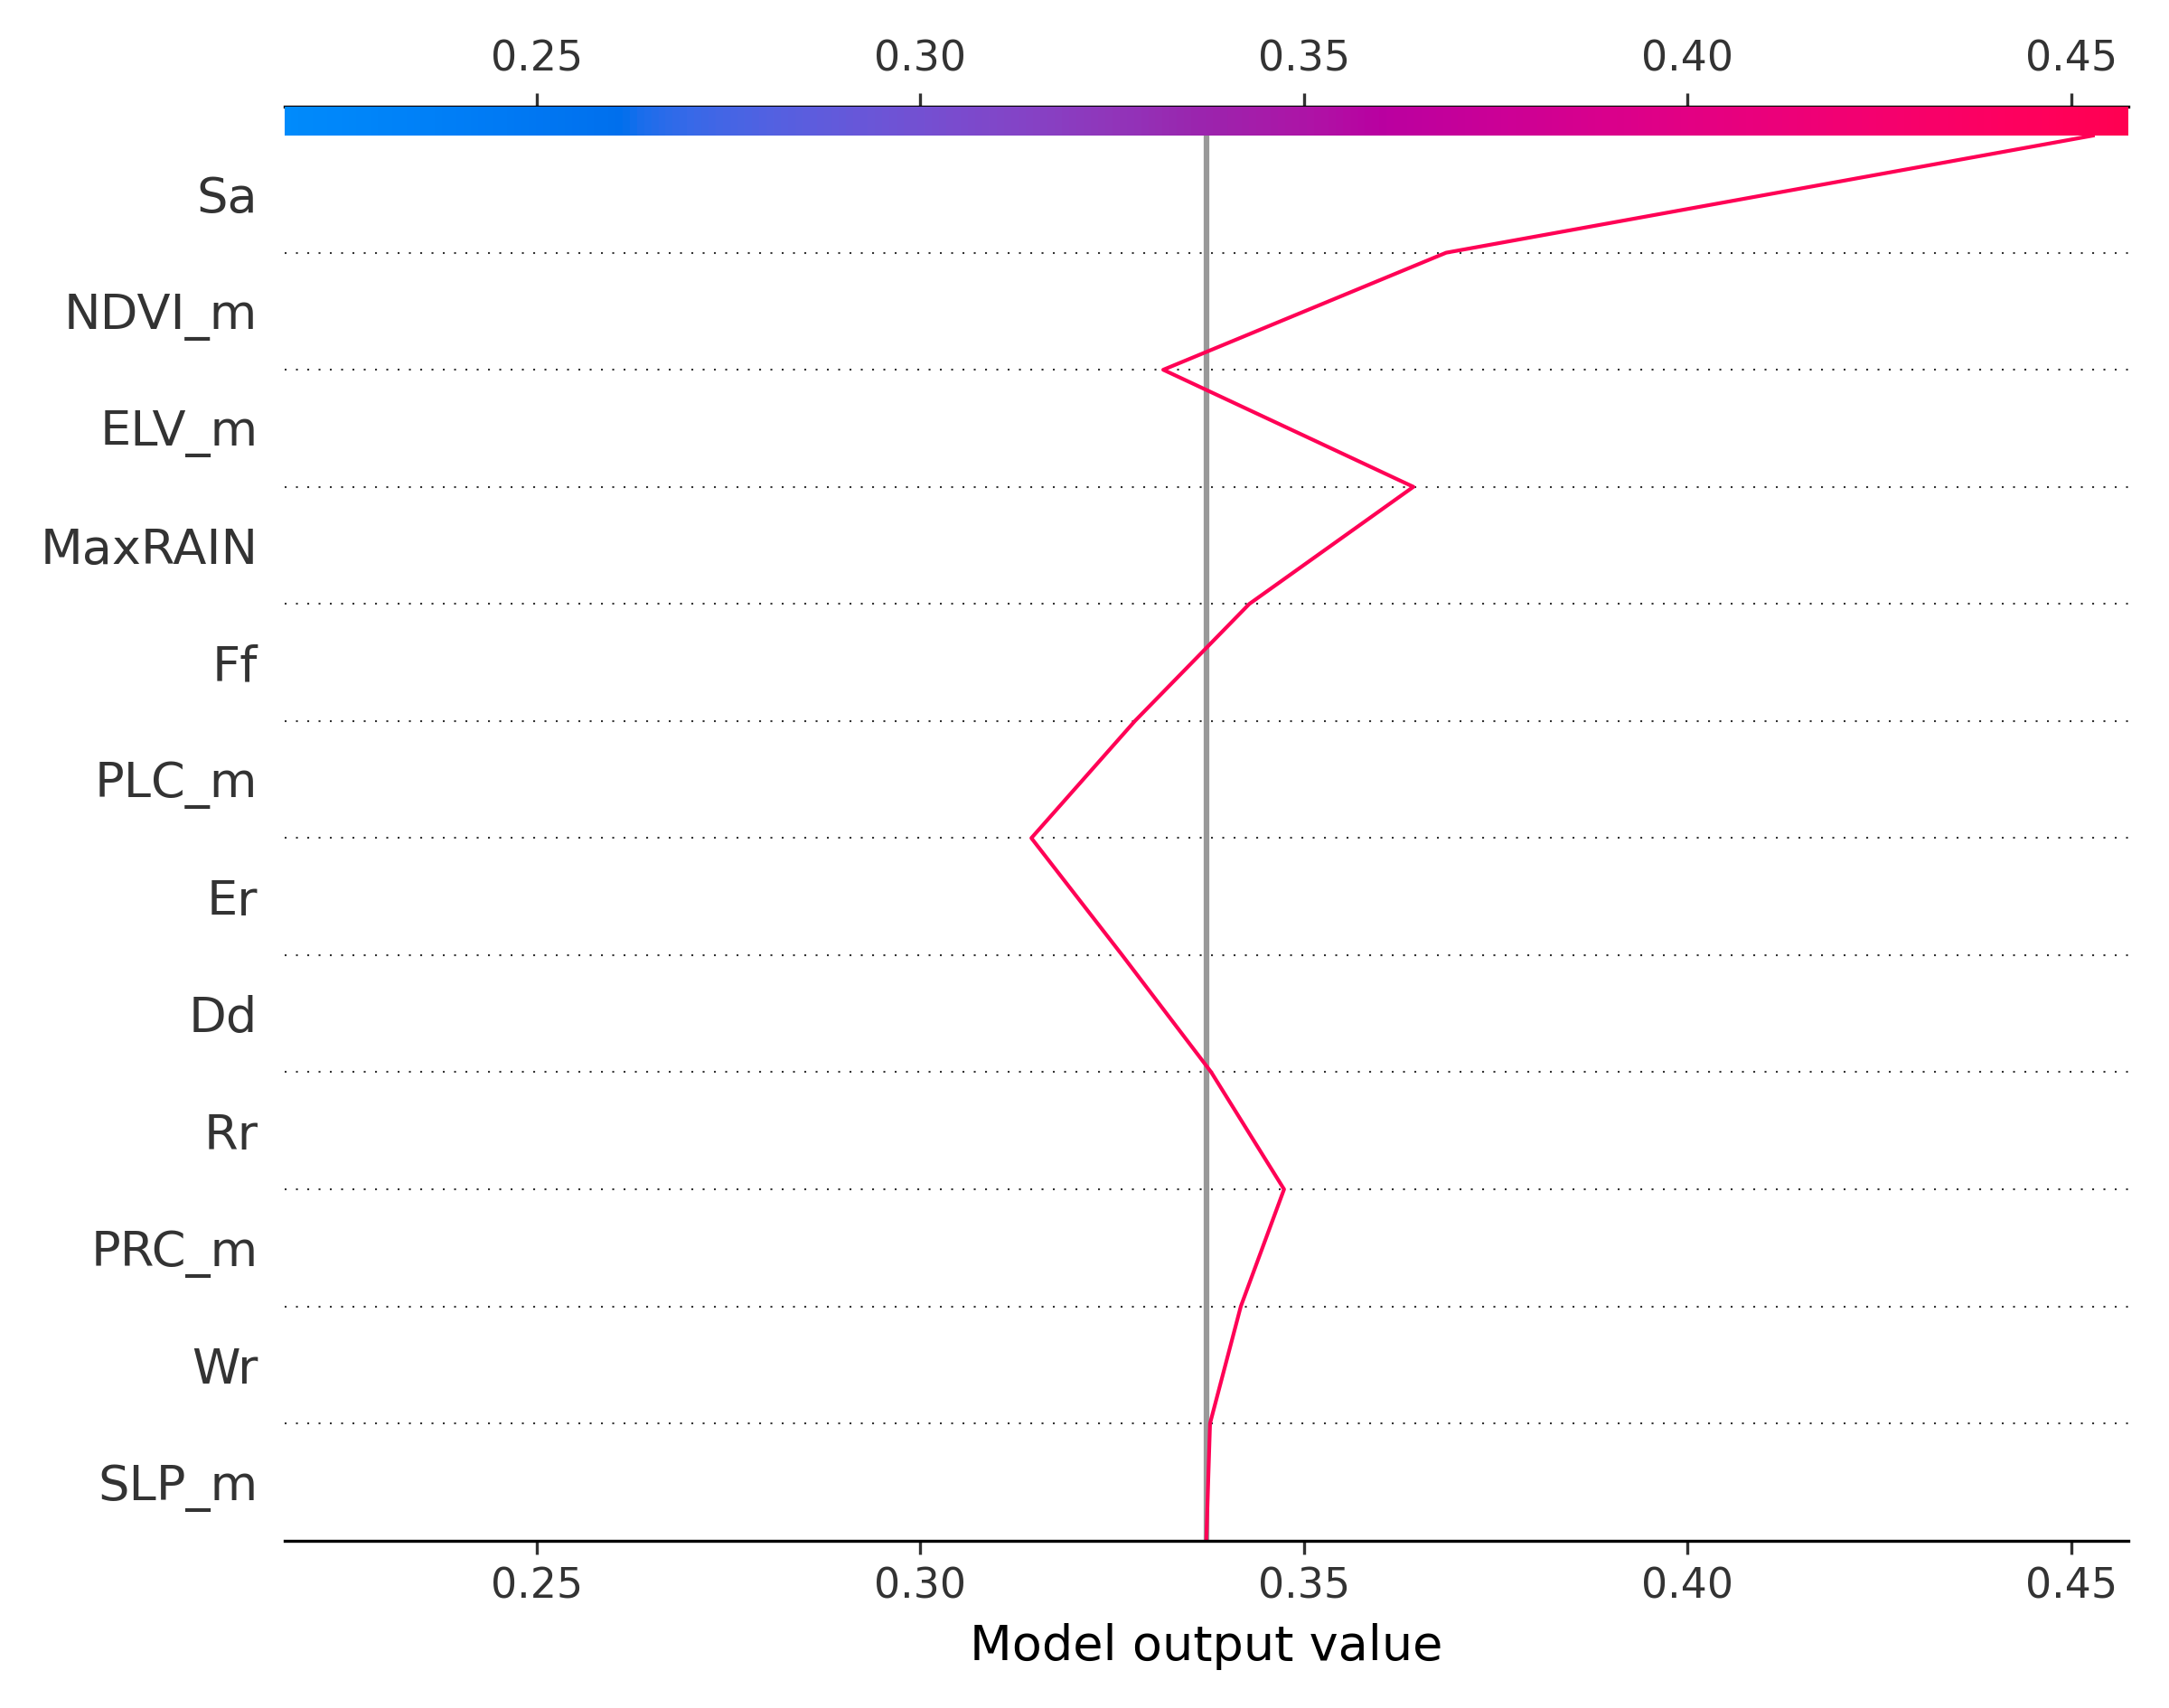 0.25 0.30 0.35 0.40 0.45
Sa
NDVI_m
ELV_m
MaxRAIN
Ff
PLC_m
Er
Dd
Rr
PRC_m
Wr
SLP_m
0.25 0.30 0.35 0.40 0.45
Model output value